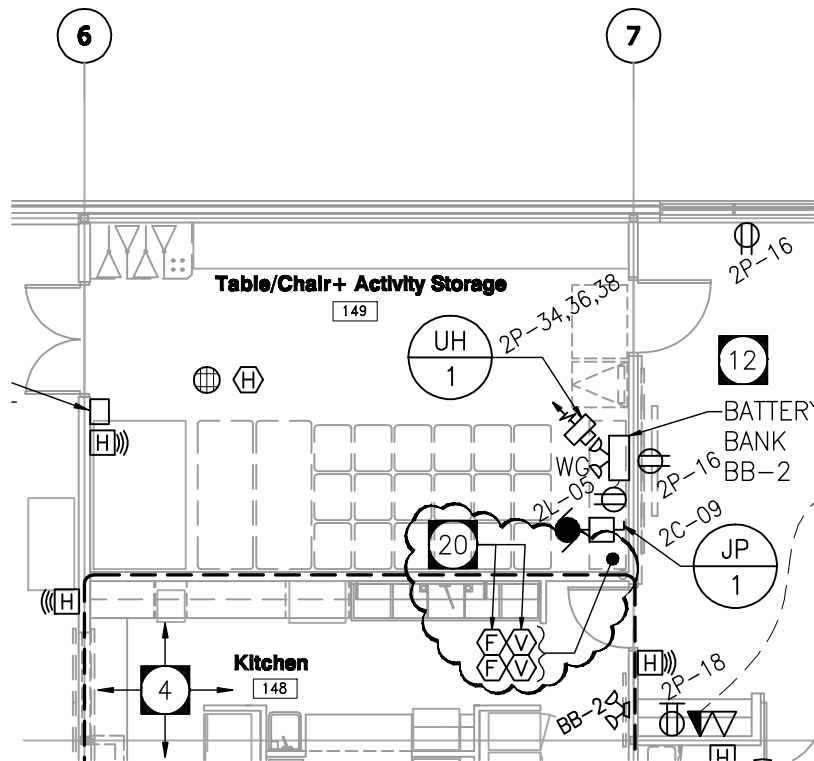 6
7
2P-16
Table/Chair+ Activity Storage
149
2P-34,36,38
UH
1
12
H
BATTERY
BANK
BB-2
H
WG
2P-16
2L-05
2C-09
20
JP
1
H
F V
F V
Kitchen
148
H
4
2P-18
BB-2
H